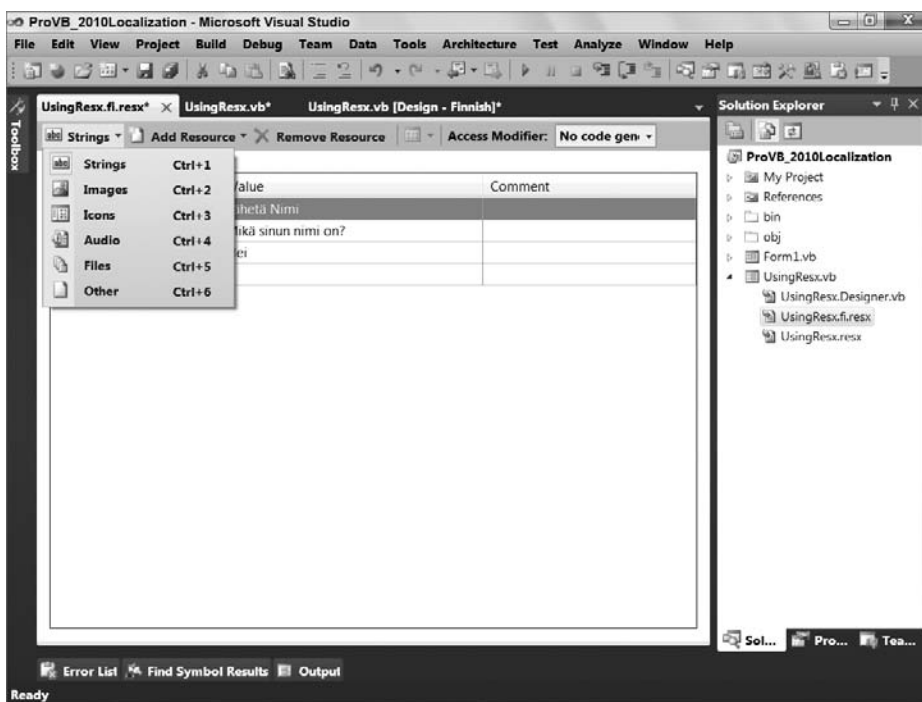 ProVB_2010Localization - Microsoft Visual Studio
File Edit View Project Build Debug Team Data Tools Architecture Test Analyze Window Help
Toolbox
UsingResx.fi.resx* UsingResx.vb* UsingResx.vb [Design - Finnish]*
Strings Add Resource Remove Resource Access Modifier: No code gen
Strings Ctrl+1
Images Ctrl+2
Icons Ctrl+3
Audio Ctrl+4
Files Ctrl+5
Other Ctrl+6
Comment
Nimi
sinun nimi on?
Solution Explorer
ProVB_2010Localization
My Project
References
bin
obj
Form1.vb
UsingResx.vb
UsingResx.Designer.vb
UsingResx.fi.resx
UsingResx.resx
Sol... Pro... Tea...
Error List Find Symbol Results Output
Ready